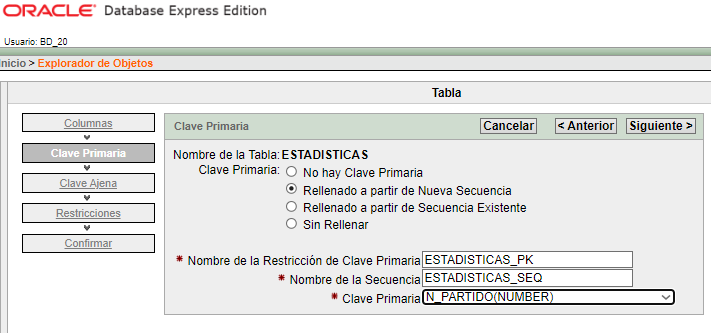 ORACLE® Database Express Edition
Usuario: BD_20
Inicio > Explorador de Objetos
Tabla
Columnas
Clave Primaria
Clave Ajena
Restricciones
Confirmar
Clave Primaria Cancelar < Anterior Siguiente >
Nombre de la Tabla: ESTADISTICAS
Clave Primaria: No hay Clave Primaria
Rellenado a partir de Nueva Secuencia
Rellenado a partir de Secuencia Existente
Sin Rellenar
* Nombre de la Restricción de Clave Primaria ESTADISTICAS_PK
* Nombre de la Secuencia ESTADISTICAS_SEQ
* Clave Primaria N_PARTIDO(NUMBER)